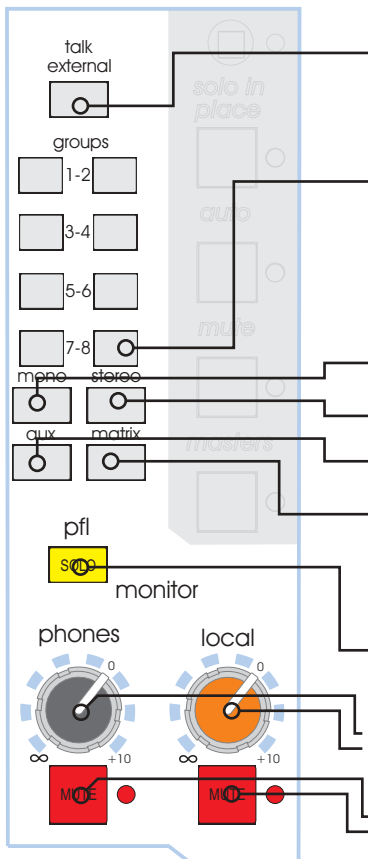 talk
external
solo in
place
groups
1-2
auto
3-4
5-6
mute
7-8
mono stereo
aux matrix
masters
pfl
SOLO
monitor
phones local
0 0
∞ +10 ∞ +10
MUTE MUTE